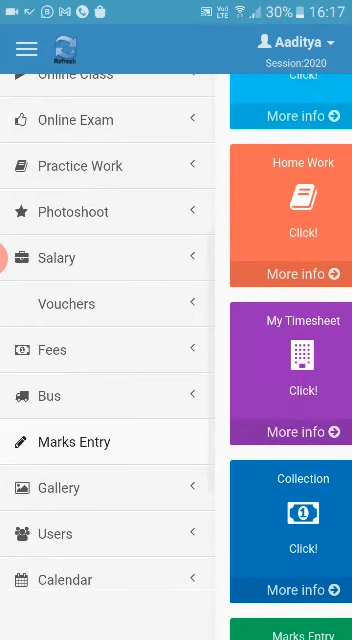 Vo))
LTE
30%
16:17
Refresh
Aaditya
Session:2020
Online Class
Online Exam
Practice Work
Photoshoot
Salary
Vouchers
Fees
Bus
Marks Entry
Gallery
Users
Calendar
Click!
More info
Home Work
Click!
More info
My Timesheet
Click!
More info
Collection
Click!
More info
Marks Entry